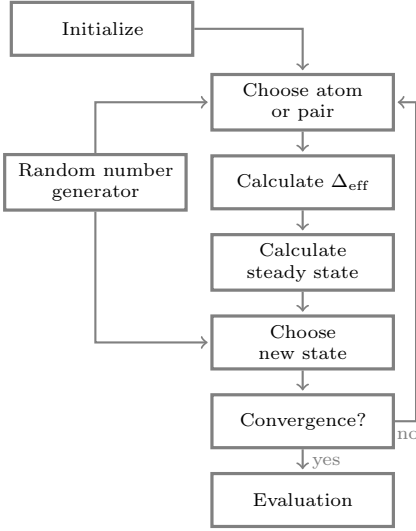 Initialize
Choose atom
or pair
Random number
generator
Calculate Δ_eff
Calculate
steady state
Choose
new state
Convergence?
no
yes
Evaluation